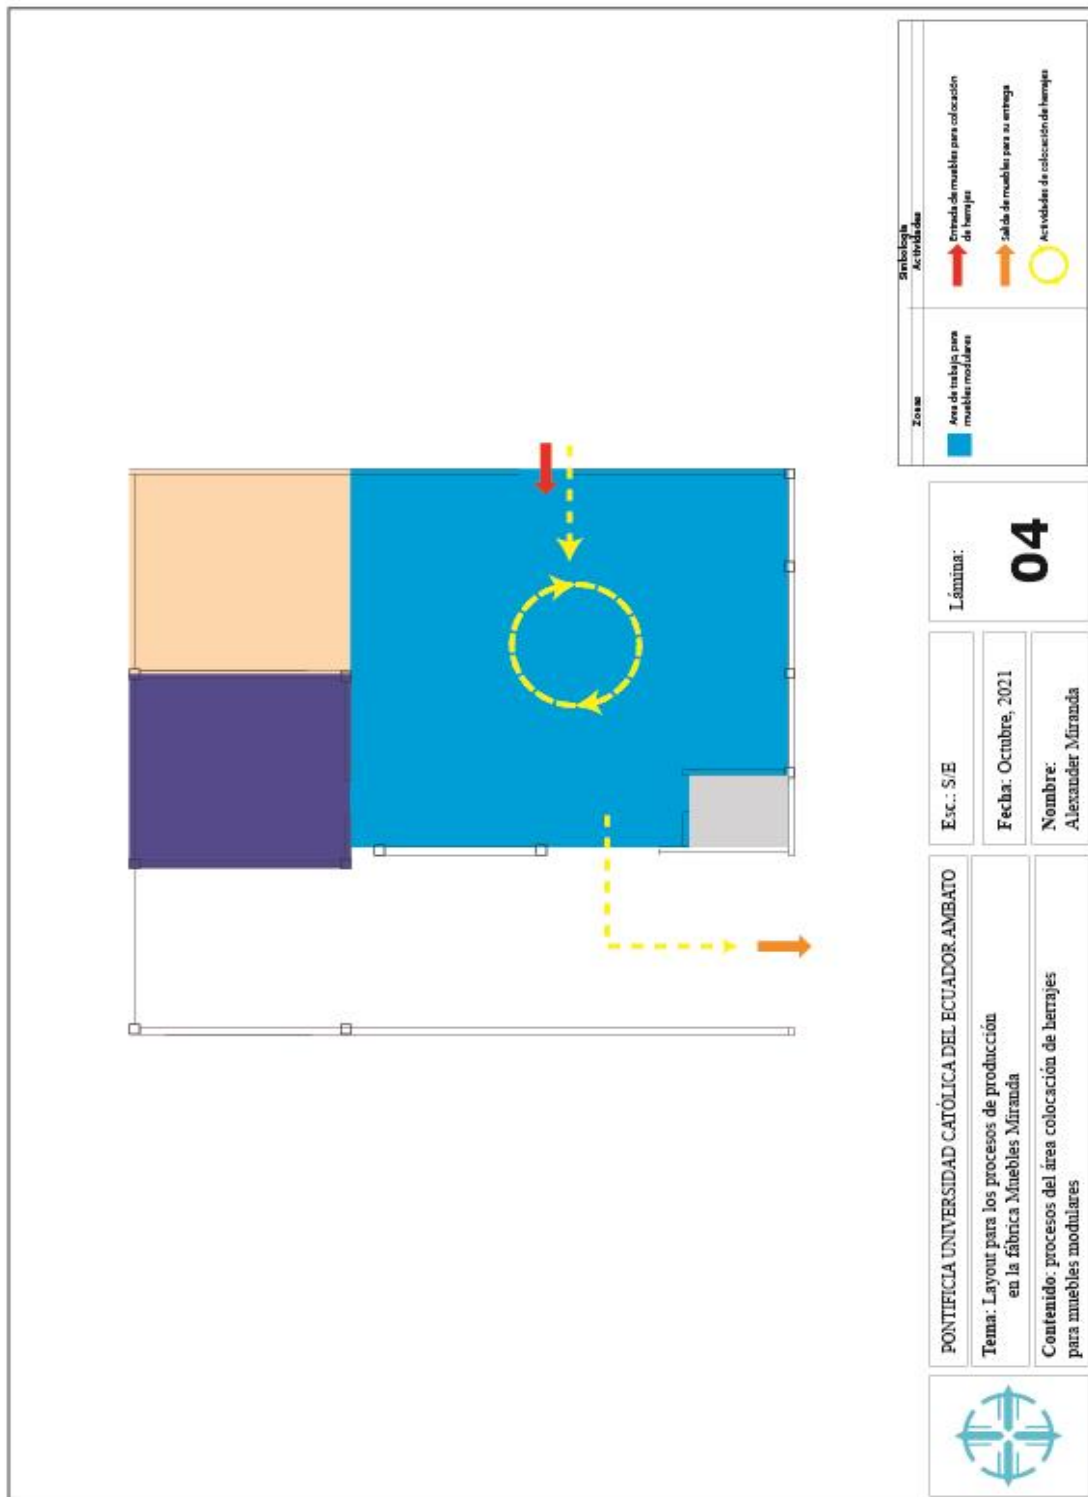 PONTIFICIA UNIVERSIDAD CATÓLICA DEL ECUADOR AMBATO
Tema: Layout para los procesos de producción
en la fábrica Muebles Miranda
Contenido: procesos del área colocación de herrajes
para muebles modulares
Esc.: S/E
Fecha: Octubre, 2021
Nombre:
Alexander Miranda
Lámina:
04
Simbología
Zonas
Actividades
Area de trabajo, para
muebles modulares
Entrada de muebles para colocación
de herrajes
Salida de muebles para su entrega
Actividades de colocación de herrajes